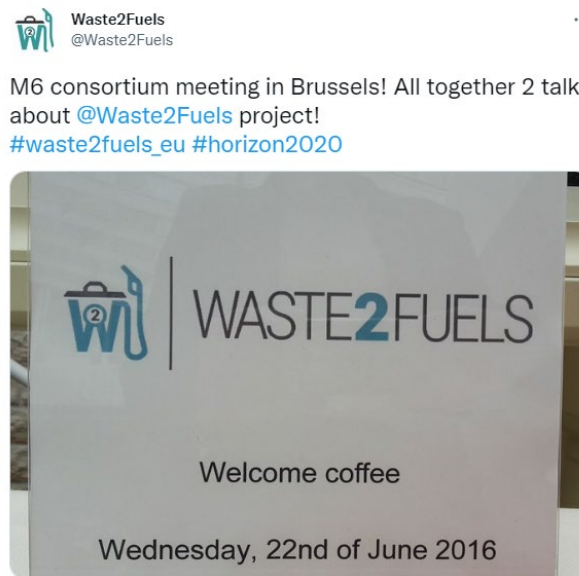 Waste2Fuels
@Waste2Fuels
M6 consortium meeting in Brussels! All together 2 talk
about @Waste2Fuels project!
#waste2fuels_eu #horizon2020
W2
WASTE2FUELS
Welcome coffee
Wednesday, 22nd of June 2016